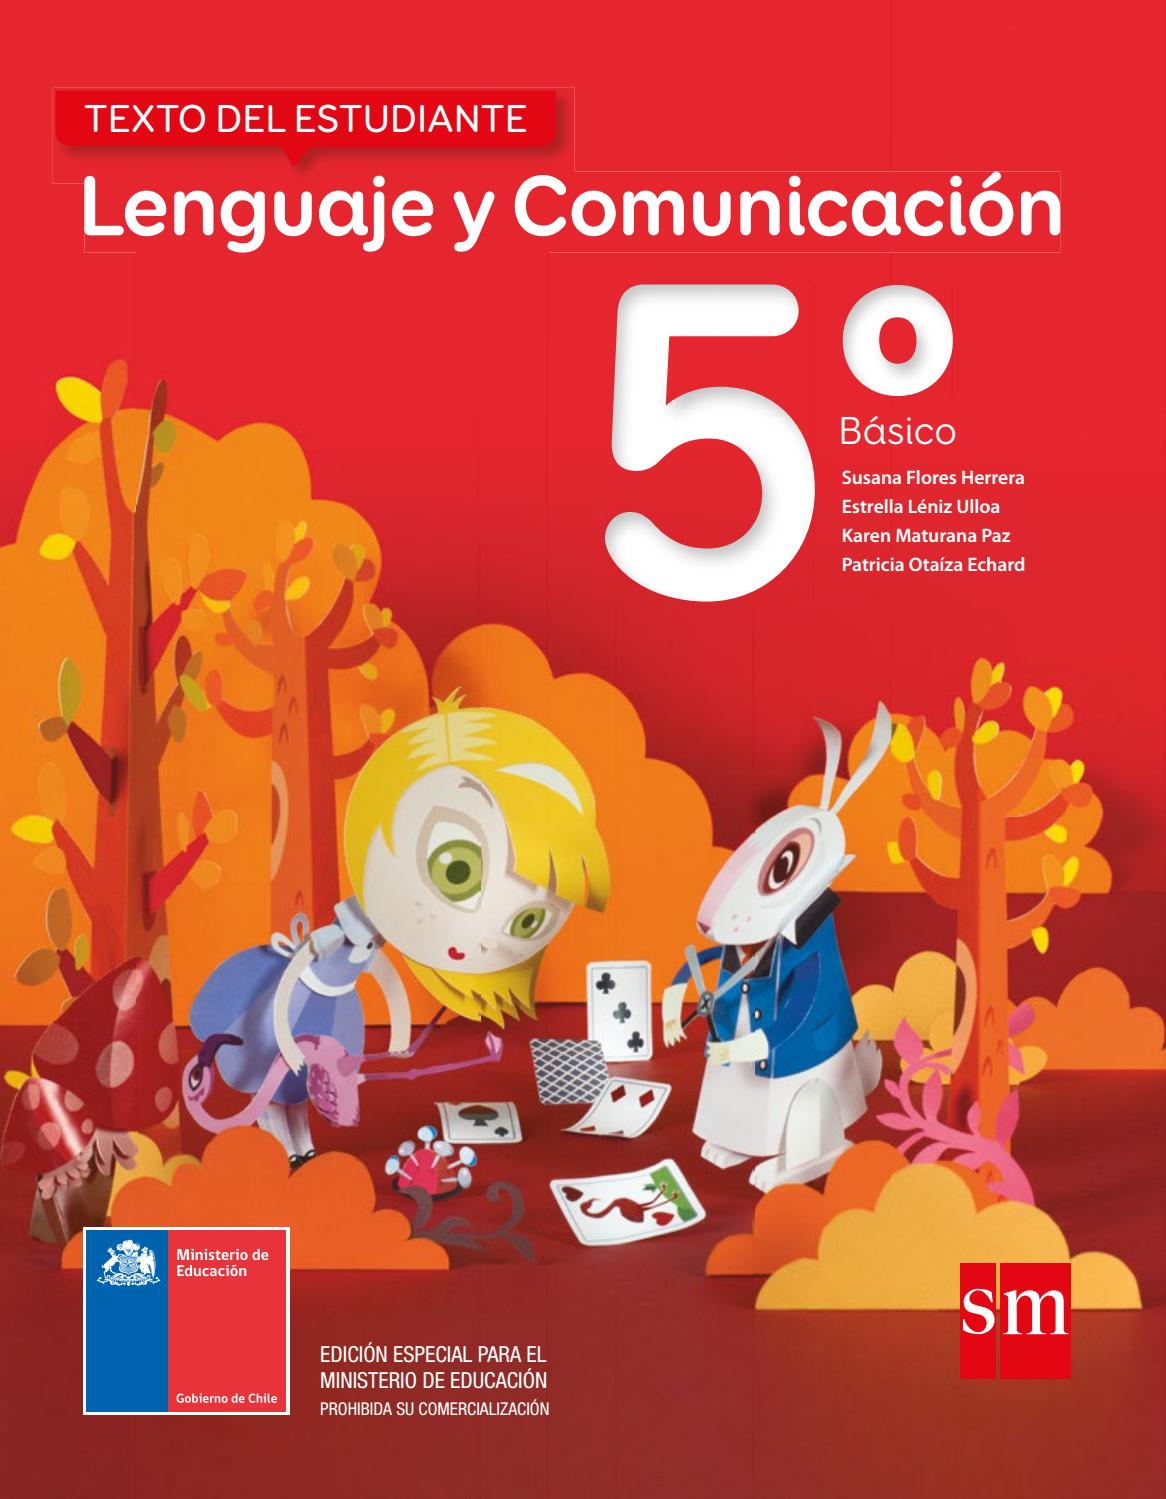 TEXTO DEL ESTUDIANTE
Lenguaje y Comunicación
5º
Básico
Susana Flores Herrera
Estrella Léniz Ulloa
Karen Maturana Paz
Patricia Otaíza Echard
Ministerio de
Educación
Gobierno de Chile
EDICIÓN ESPECIAL PARA EL
MINISTERIO DE EDUCACIÓN
PROHIBIDA SU COMERCIALIZACIÓN
sm